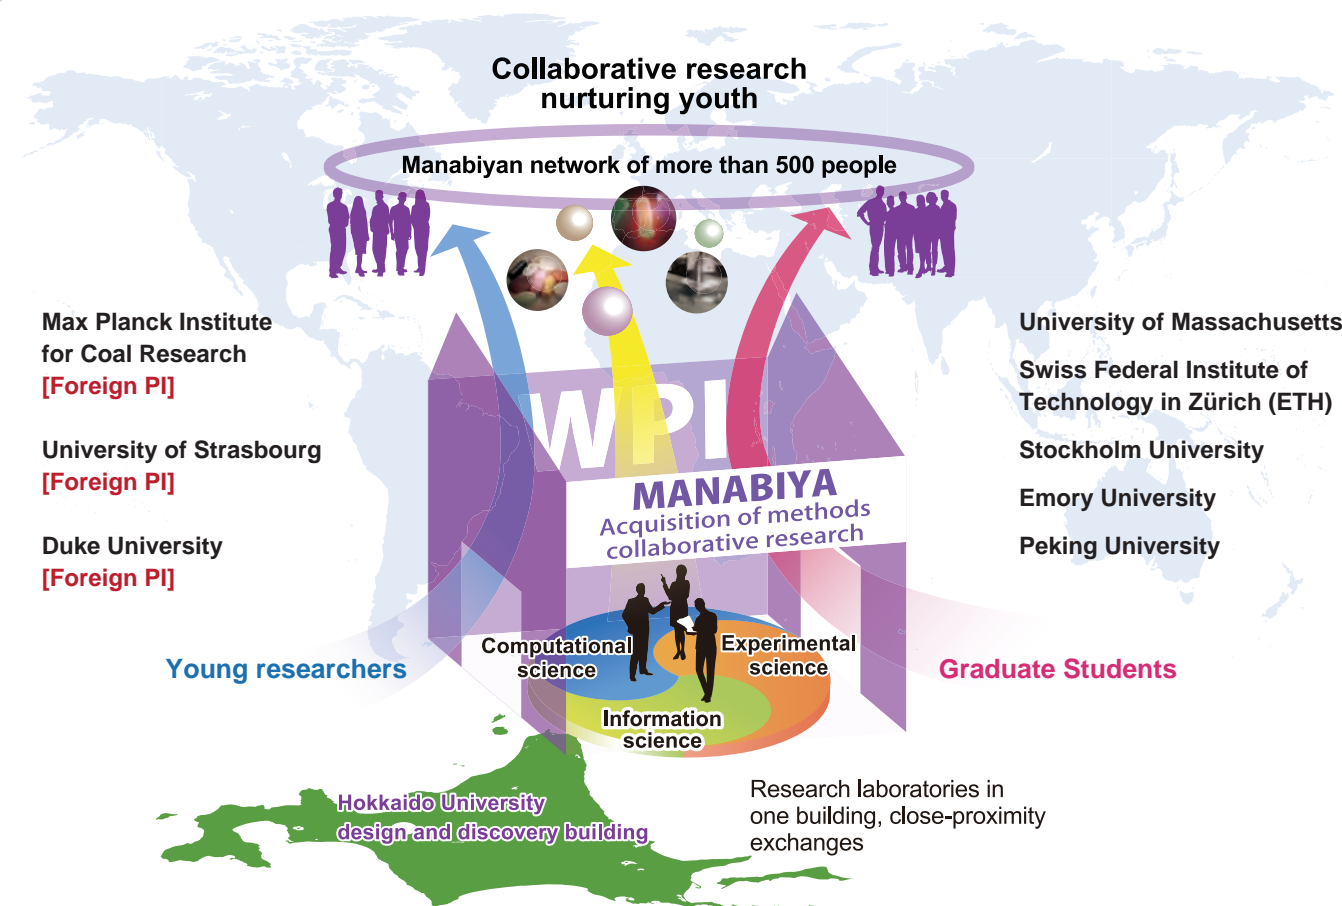 Collaborative research
nurturing youth
Manabiyan network of more than 500 people
Max Planck Institute
for Coal Research
[Foreign PI]
University of Strasbourg
[Foreign PI]
Duke University
[Foreign PI]
University of Massachusetts
Swiss Federal Institute of
Technology in Zürich (ETH)
Stockholm University
Emory University
Peking University
WPI
MANABIYA
Acquisition of methods
collaborative research
Computational
science
Experimental
science
Information
science
Young researchers
Graduate Students
Hokkaido University
design and discovery building
Research laboratories in
one building, close-proximity
exchanges